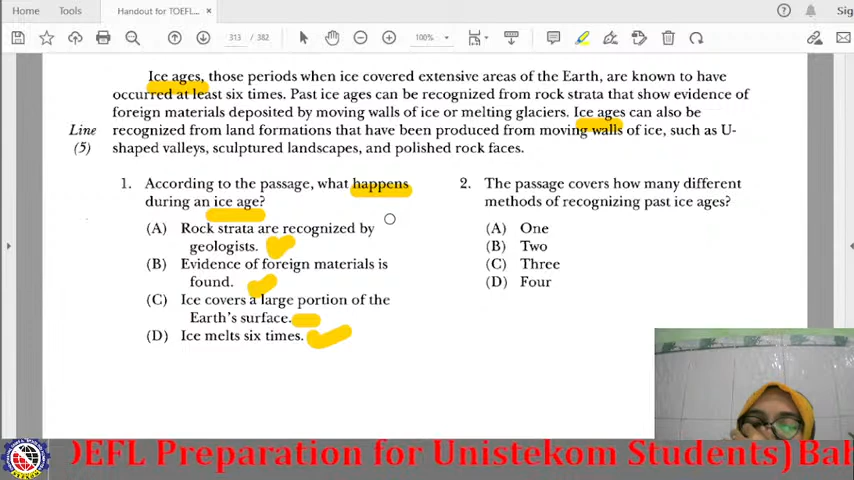 Home Tools Handout for TOEFL... × Sig
313 / 382 100%
Ice ages, those periods when ice covered extensive areas of the Earth, are known to have
occurred at least six times. Past ice ages can be recognized from rock strata that show evidence of
foreign materials deposited by moving walls of ice or melting glaciers. Ice ages can also be
Line recognized from land formations that have been produced from moving walls of ice, such as U-
(5) shaped valleys, sculptured landscapes, and polished rock faces.
1. According to the passage, what happens
during an ice age?
(A) Rock strata are recognized by
geologists.
(B) Evidence of foreign materials is
found.
(C) Ice covers a large portion of the
Earth's surface.
(D) Ice melts six times.
2. The passage covers how many different
methods of recognizing past ice ages?
(A) One
(B) Two
(C) Three
(D) Four
OEFL Preparation for Unistekom Students)Bah